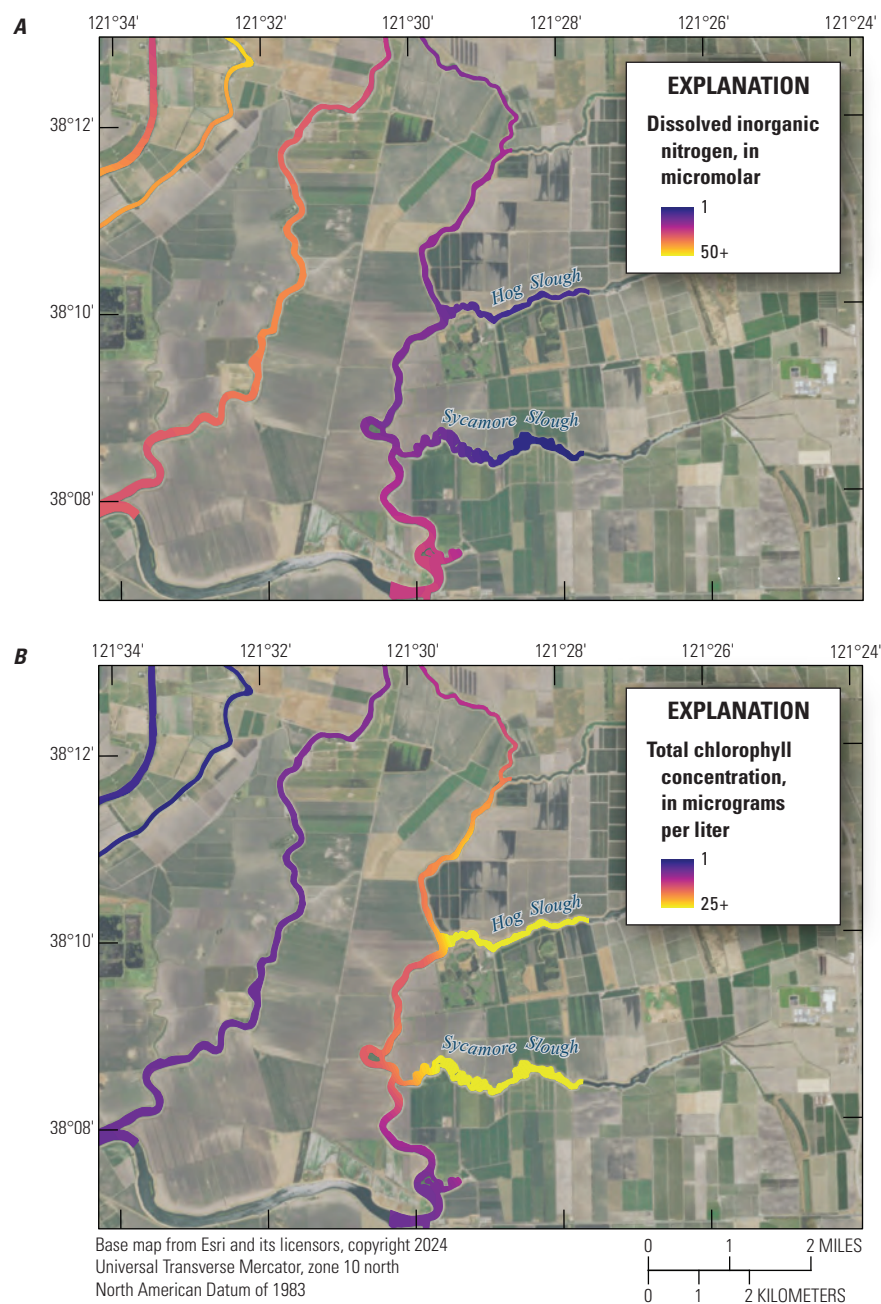 A
121°34' 121°32' 121°30' 121°28' 121°26' 121°24'
38°12'
38°10'
38°08'
EXPLANATION
Dissolved inorganic
nitrogen, in
micromolar
1
50+
Hog Slough
Sycamore Slough
B
121°34' 121°32' 121°30' 121°28' 121°26' 121°24'
38°12'
38°10'
38°08'
EXPLANATION
Total chlorophyll
concentration,
in micrograms
per liter
1
25+
Hog Slough
Sycamore Slough
Base map from Esri and its licensors, copyright 2024
Universal Transverse Mercator, zone 10 north
North American Datum of 1983
0 1 2 MILES
0 1 2 KILOMETERS